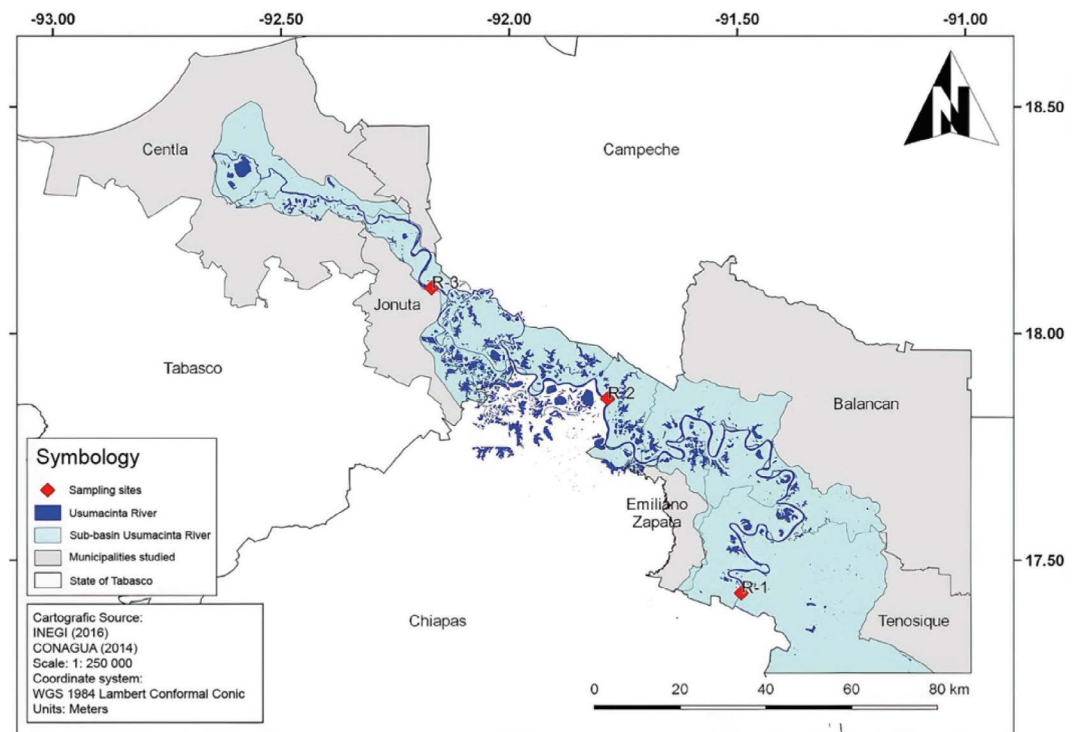 -93.00 -92.50 -92.00 -91.50 -91.00
18.50
Centla
Campeche
N
R-3
Jonuta
18.00
Tabasco
R-2
Balancan
Symbology
Sampling sites
Usumacinta River
Sub-basin Usumacinta River
Municipalities studied
State of Tabasco
Emiliano
Zapata
17.50
R-1
Chiapas
Tenosique
Cartografic Source:
INEGI (2016)
CONAGUA (2014)
Scale: 1: 250 000
Coordinate system:
WGS 1984 Lambert Conformal Conic
Units: Meters
0 20 40 60 80 km